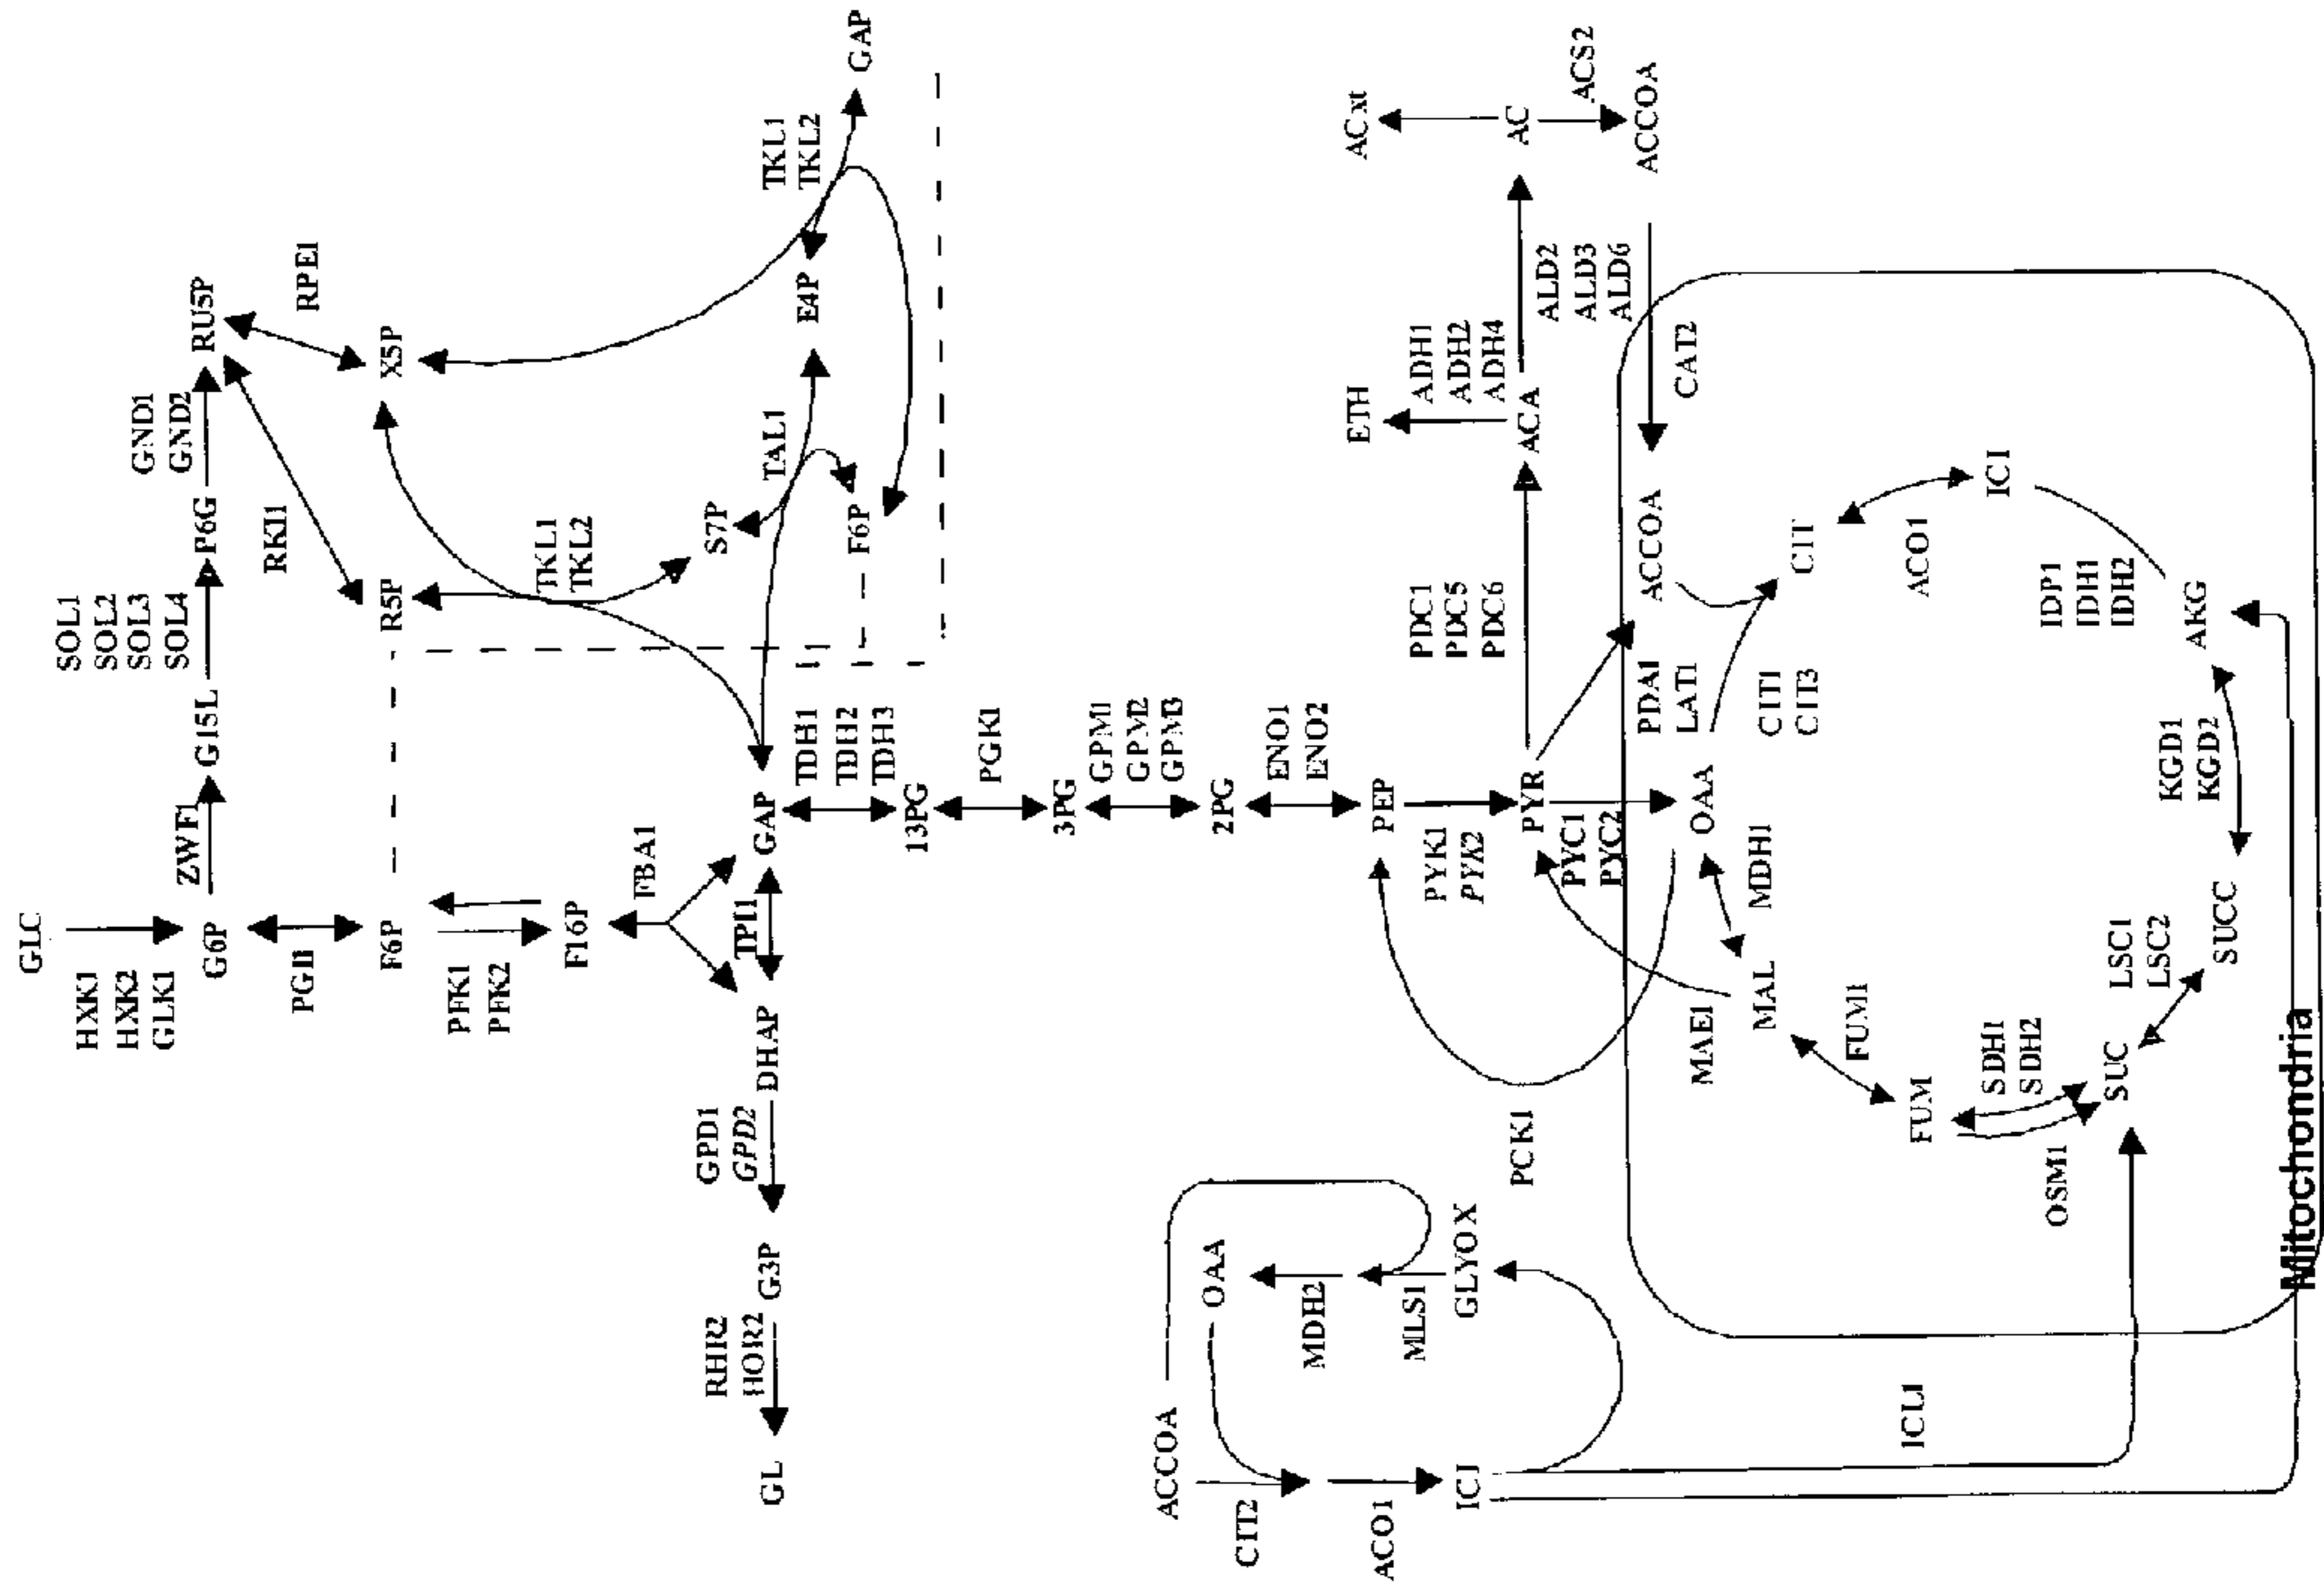 GLC
HXK1
HXK2
GLK1
G6P
ZWF1
G15L
SOL1
SOL2
SOL3
SOL4
P6G
GND1
GND2
RU5P
PGI1
RKI1
RPE1
F6P
R5P
X5P
PFK1
PFK2
F16P
TKL1
TKL2
FBA1
S7P
TAL1
E4P
TKL1
TKL2
GL
RHR2
HOR2
G3P
GPD1
GPD2
DHAP
TPI1
GAP
F6P
GAP
TDH1
TDH2
TDH3
13PG
PGK1
3PG
GPM1
GPM2
GPM3
2PG
ENO1
ENO2
PEP
PYK1
PYK2
PYR
PDC1
PDC5
PDC6
ACA
ETH
ADH1
ADH2
ADH4
ALD2
ALD3
ALD6
AC
ACxt
ACS2
ACCOA
CAT2
ACCOA
CIT2
OAA
MDH2
MLS1
GLYOX
ACO1
ICI
ICL1
PCK1
PYC1
PYC2
PDA1
LAT1
ACCOA
OAA
CIT1
CIT3
CIT
MAE1
MDH1
MAL
FUM1
ACO1
ICI
FUM
SDH1
SDH2
OSM1
IDP1
IDH1
IDH2
SUC
LSC1
LSC2
KGD1
KGD2
AKG
SUCC
Mitochondria